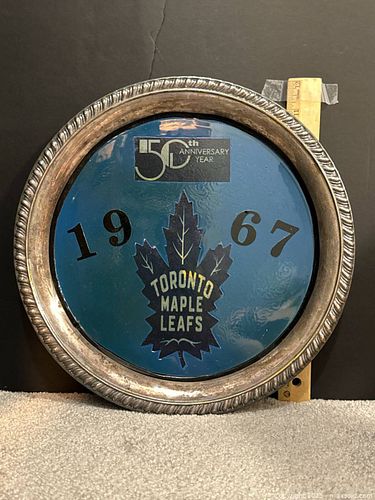 50th ANNIVERSARY
YEAR
1967
TORONTO
MAPLE
LEAFS